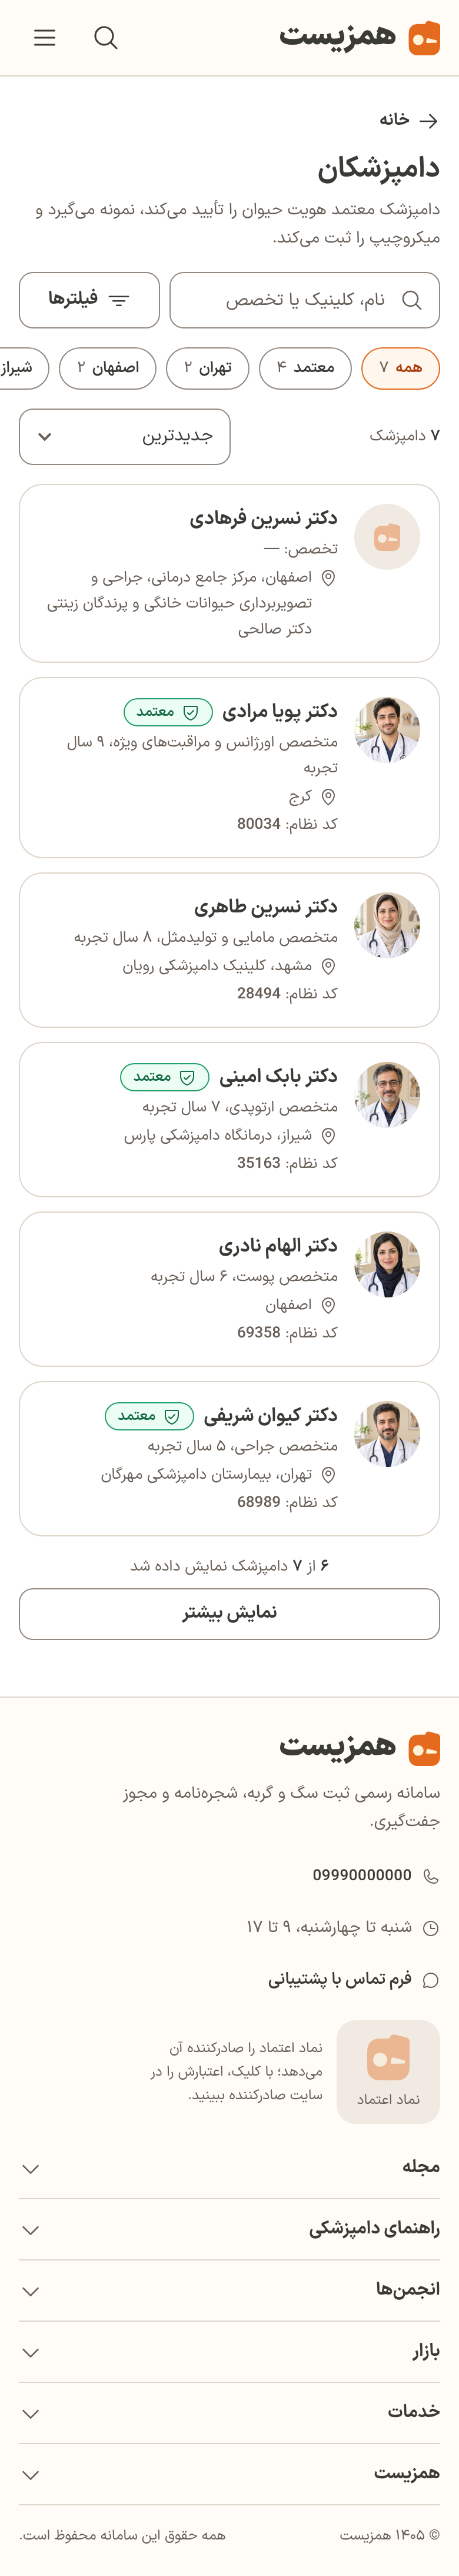 همزیست
خانه
دامپزشکان
دامپزشک معتمد هویت حیوان را تأیید می‌کند، نمونه می‌گیرد و
میکروچیپ را ثبت می‌کند.
نام، کلینیک یا تخصص
فیلترها
همه ۷
معتمد ۴
تهران ۲
اصفهان ۲
شیراز
۷ دامپزشک
جدیدترین
دکتر نسرین فرهادی
تخصص: —
اصفهان، مرکز جامع درمانی، جراحی و
تصویربرداری حیوانات خانگی و پرندگان زینتی
دکتر صالحی
دکتر پویا مرادی
معتمد
متخصص اورژانس و مراقبت‌های ویژه، ۹ سال
تجربه
کرج
کد نظام: 80034
دکتر نسرین طاهری
متخصص مامایی و تولیدمثل، ۸ سال تجربه
مشهد، کلینیک دامپزشکی رویان
کد نظام: 28494
دکتر بابک امینی
معتمد
متخصص ارتوپدی، ۷ سال تجربه
شیراز، درمانگاه دامپزشکی پارس
کد نظام: 35163
دکتر الهام نادری
متخصص پوست، ۶ سال تجربه
اصفهان
کد نظام: 69358
دکتر کیوان شریفی
معتمد
متخصص جراحی، ۵ سال تجربه
تهران، بیمارستان دامپزشکی مهرگان
کد نظام: 68989
۶ از ۷ دامپزشک نمایش داده شد
نمایش بیشتر
همزیست
سامانه رسمی ثبت سگ و گربه، شجره‌نامه و مجوز
جفت‌گیری.
09990000000
شنبه تا چهارشنبه، ۹ تا ۱۷
فرم تماس با پشتیبانی
نماد اعتماد
نماد اعتماد را صادرکننده آن
می‌دهد؛ با کلیک، اعتبارش را در
سایت صادرکننده ببینید.
مجله
راهنمای دامپزشکی
انجمن‌ها
بازار
خدمات
همزیست
© ۱۴۰۵ همزیست
همه حقوق این سامانه محفوظ است.